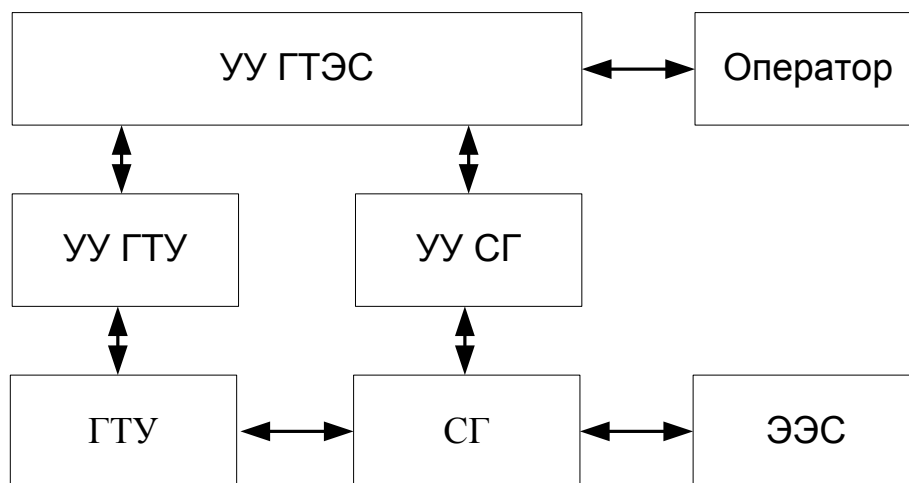 УУ ГТЭС
Оператор
УУ ГТУ
УУ СГ
ГТУ
СГ
ЭЭС